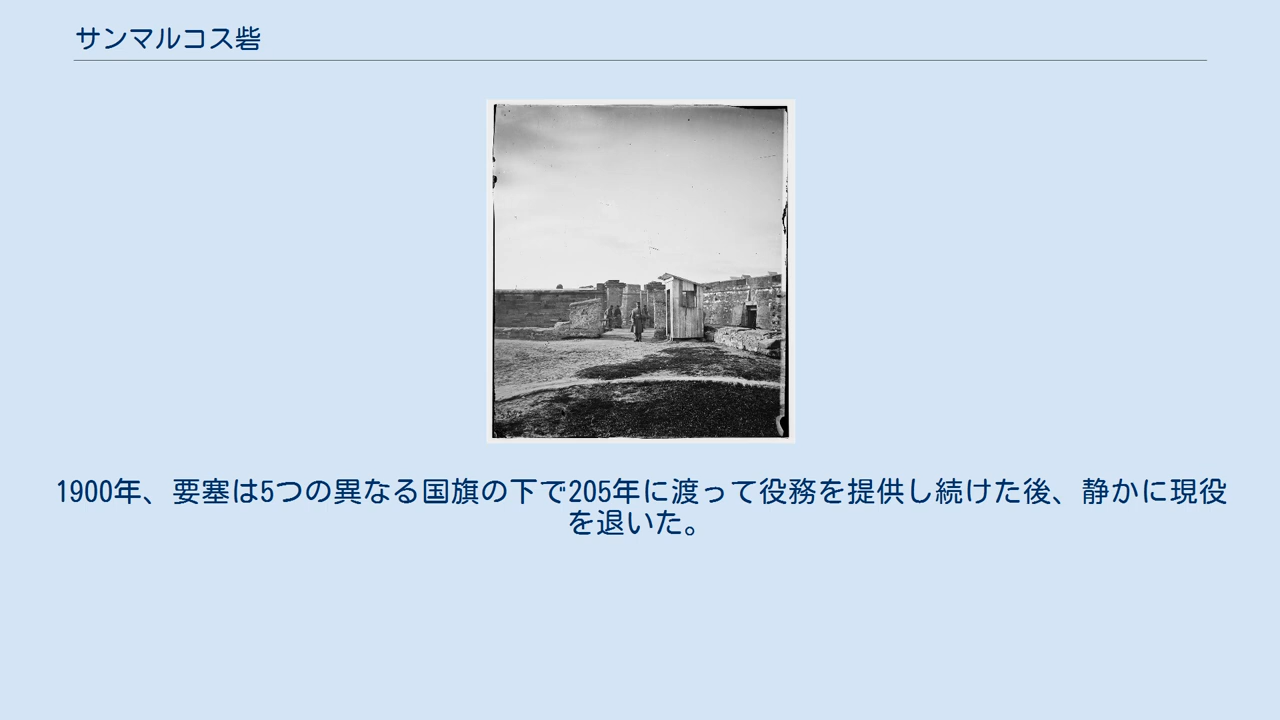 サンマルコス砦
1900年、要塞は5つの異なる国旗の下で205年に渡って役務を提供し続けた後、静かに現役
を退いた。